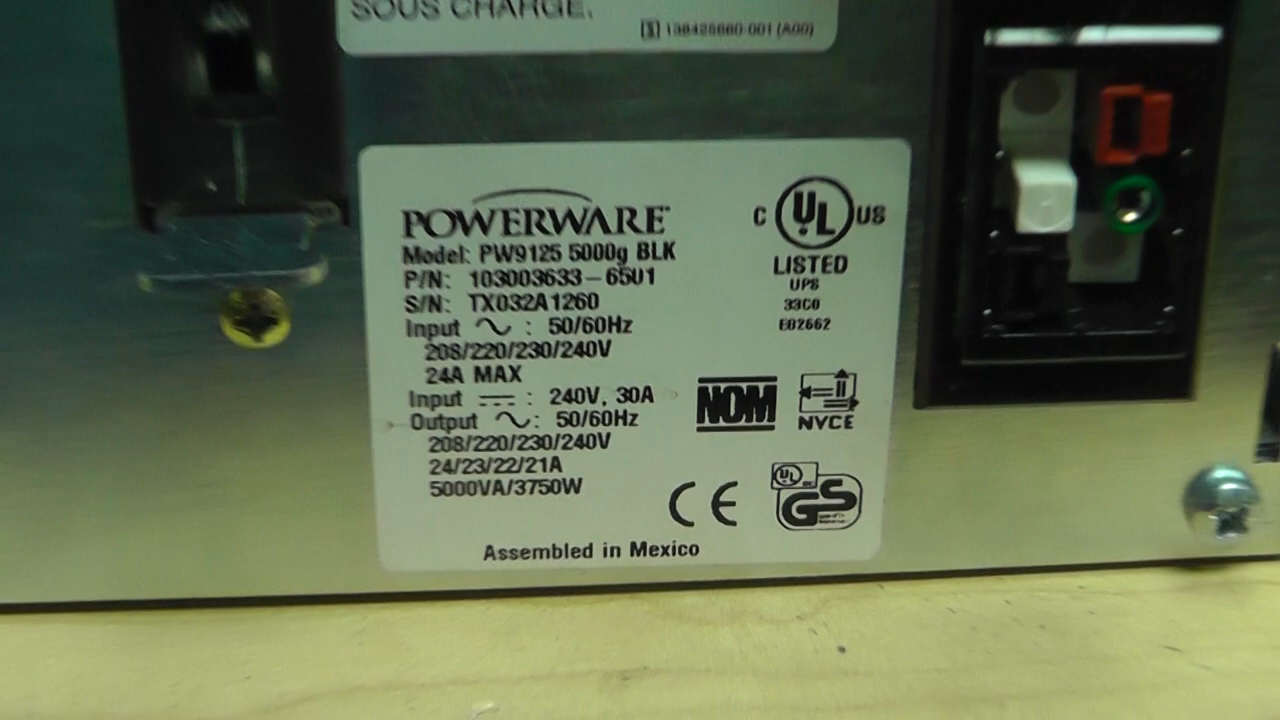 SOUS CHARGE.
[S] 138425660-001 (A00)
POWERWARE
Model: PW9125 5000g BLK
P/N: 103003633-6501
S/N: TX032A1260
Input ∿ : 50/60Hz
208/220/230/240V
24A MAX
Input ⎓ : 240V, 30A
Output ∿: 50/60Hz
208/220/230/240V
24/23/22/21A
5000VA/3750W
Assembled in Mexico
C UL US
LISTED
UPS
33C0
E82662
NOM
NYCE
CE
UL
GS